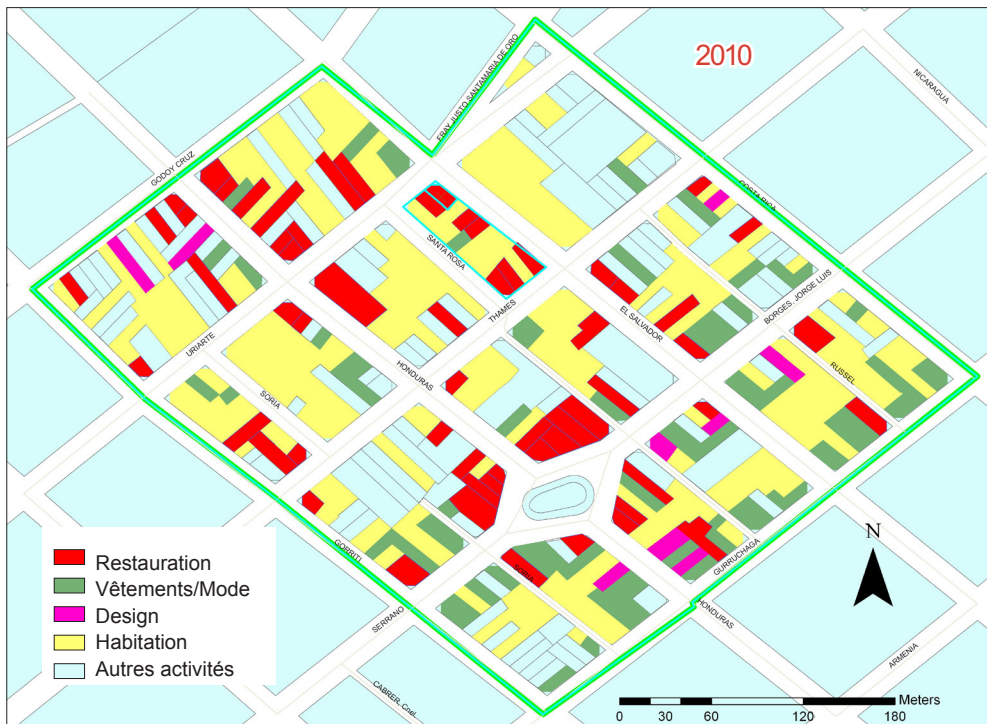 2010
FRAY JUSTO SANTAMARIA DE ORO
NICARAGUA
GODOY CRUZ
COSTA RICA
SANTA ROSA
BORGES, JORGE LUIS
THAMES
EL SALVADOR
URIARTE
HONDURAS
RUSSEL
SORIA
N
GORRITI
GURRUCHAGA
SORIA
SERRANO
HONDURAS
ARMENIA
CABRER, Cnel.
Restauration
Vêtements/Mode
Design
Habitation
Autres activités
Meters
0 30 60 120 180